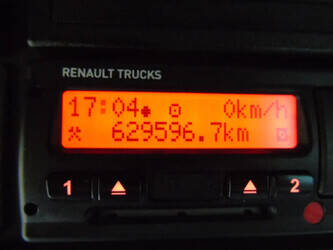 RENAULT TRUCKS
17:04 0km/h
629596.7km
1 2